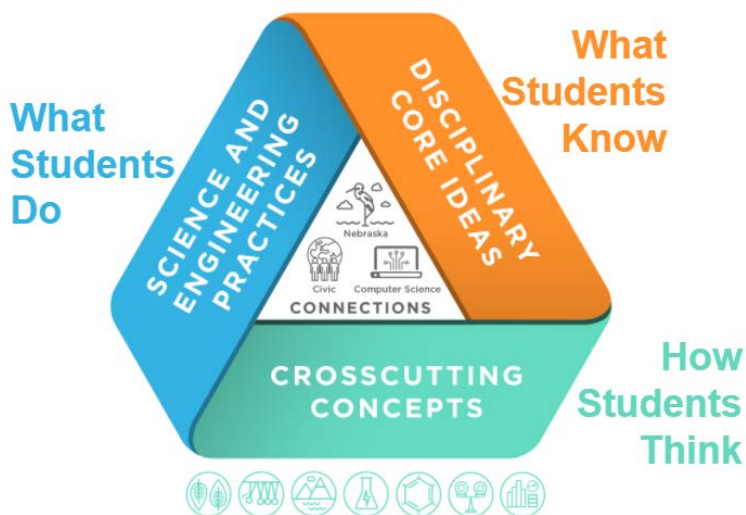 What
Students
Do
SCIENCE AND
ENGINEERING
PRACTICES
What
Students
Know
DISCIPLINARY
CORE IDEAS
Nebraska
Civic
Computer Science
CONNECTIONS
CROSSCUTTING
CONCEPTS
How
Students
Think